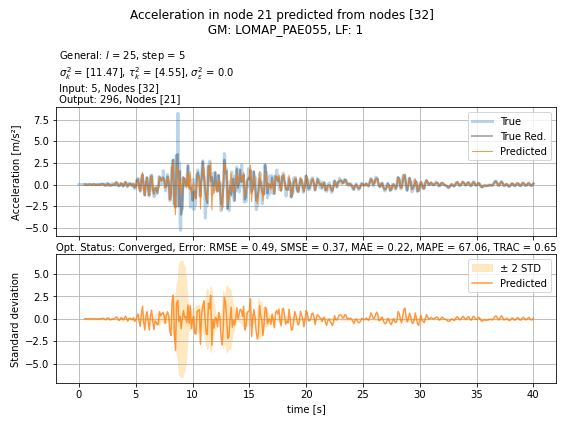 Acceleration in node 21 predicted from nodes [32]
GM: LOMAP_PAE055, LF: 1
General: l = 25, step = 5
σ²ₖ = [11.47], τ²ₖ = [4.55], σ²_ε = 0.0
Input: 5, Nodes [32]
Output: 296, Nodes [21]
Acceleration [m/s²]
7.5
5.0
2.5
0.0
−2.5
−5.0
True
True Red.
Predicted
Opt. Status: Converged, Error: RMSE = 0.49, SMSE = 0.37, MAE = 0.22, MAPE = 67.06, TRAC = 0.65
Standard deviation
5.0
2.5
0.0
−2.5
−5.0
± 2 STD
Predicted
0 5 10 15 20 25 30 35 40
time [s]